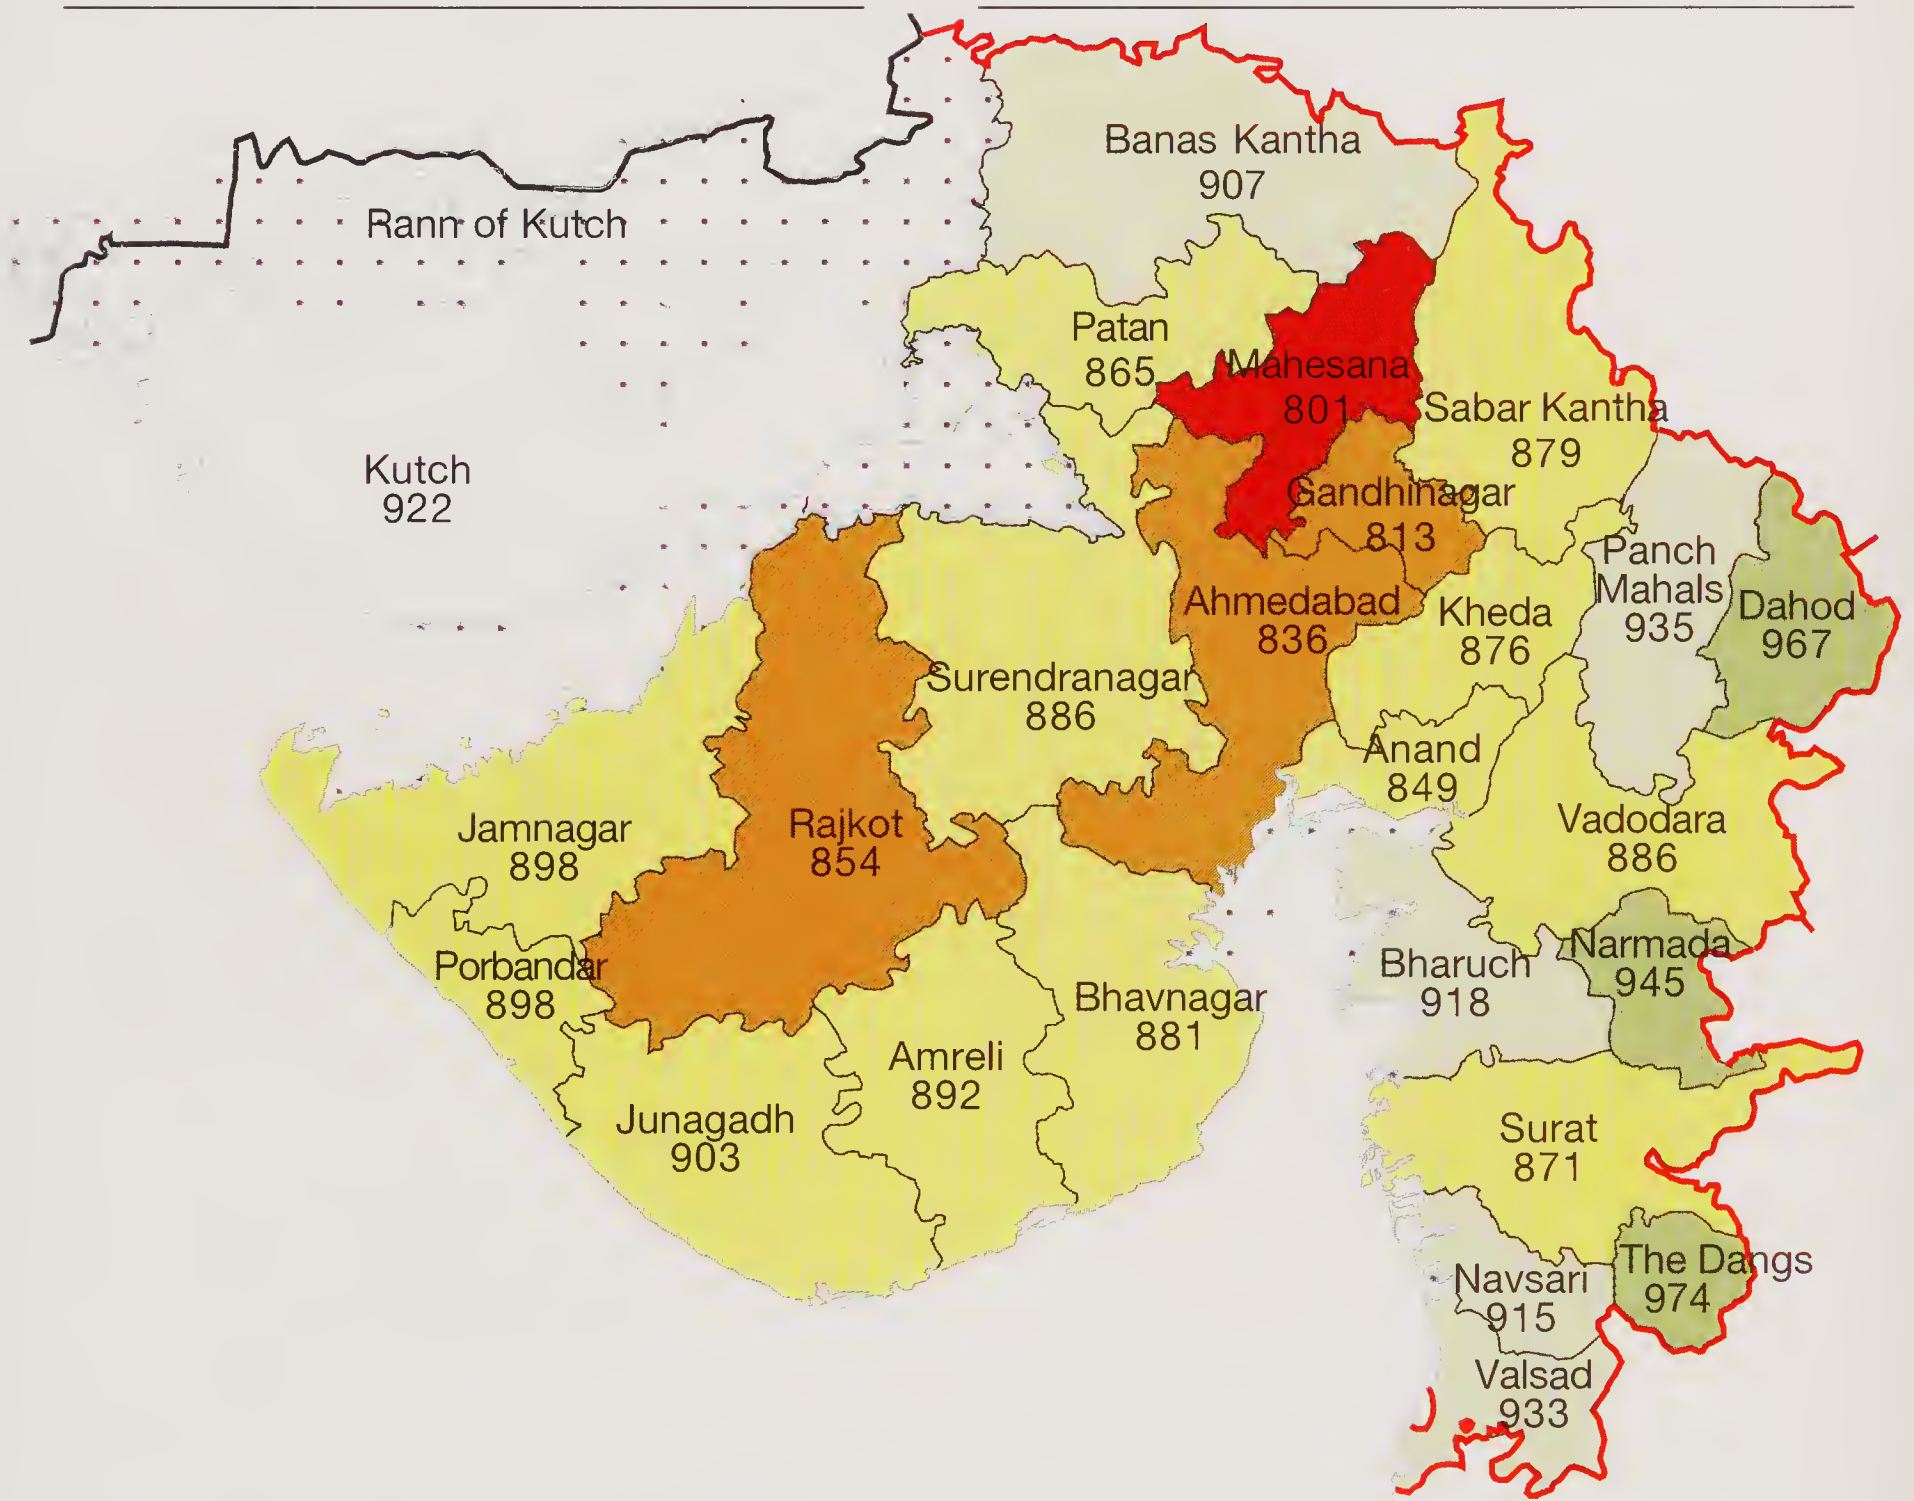 Banas Kantha
907
Rann of Kutch
Patan
865
Mahesana
801
Sabar Kantha
879
Kutch
922
Gandhinagar
813
Panch
Mahals
935
Dahod
967
Ahmedabad
836
Kheda
876
Surendranagar
886
Anand
849
Jamnagar
898
Rajkot
854
Vadodara
886
Porbandar
898
Bhavnagar
881
Bharuch
918
Narmada
945
Amreli
892
Junagadh
903
Surat
871
The Dangs
974
Navsari
915
Valsad
933